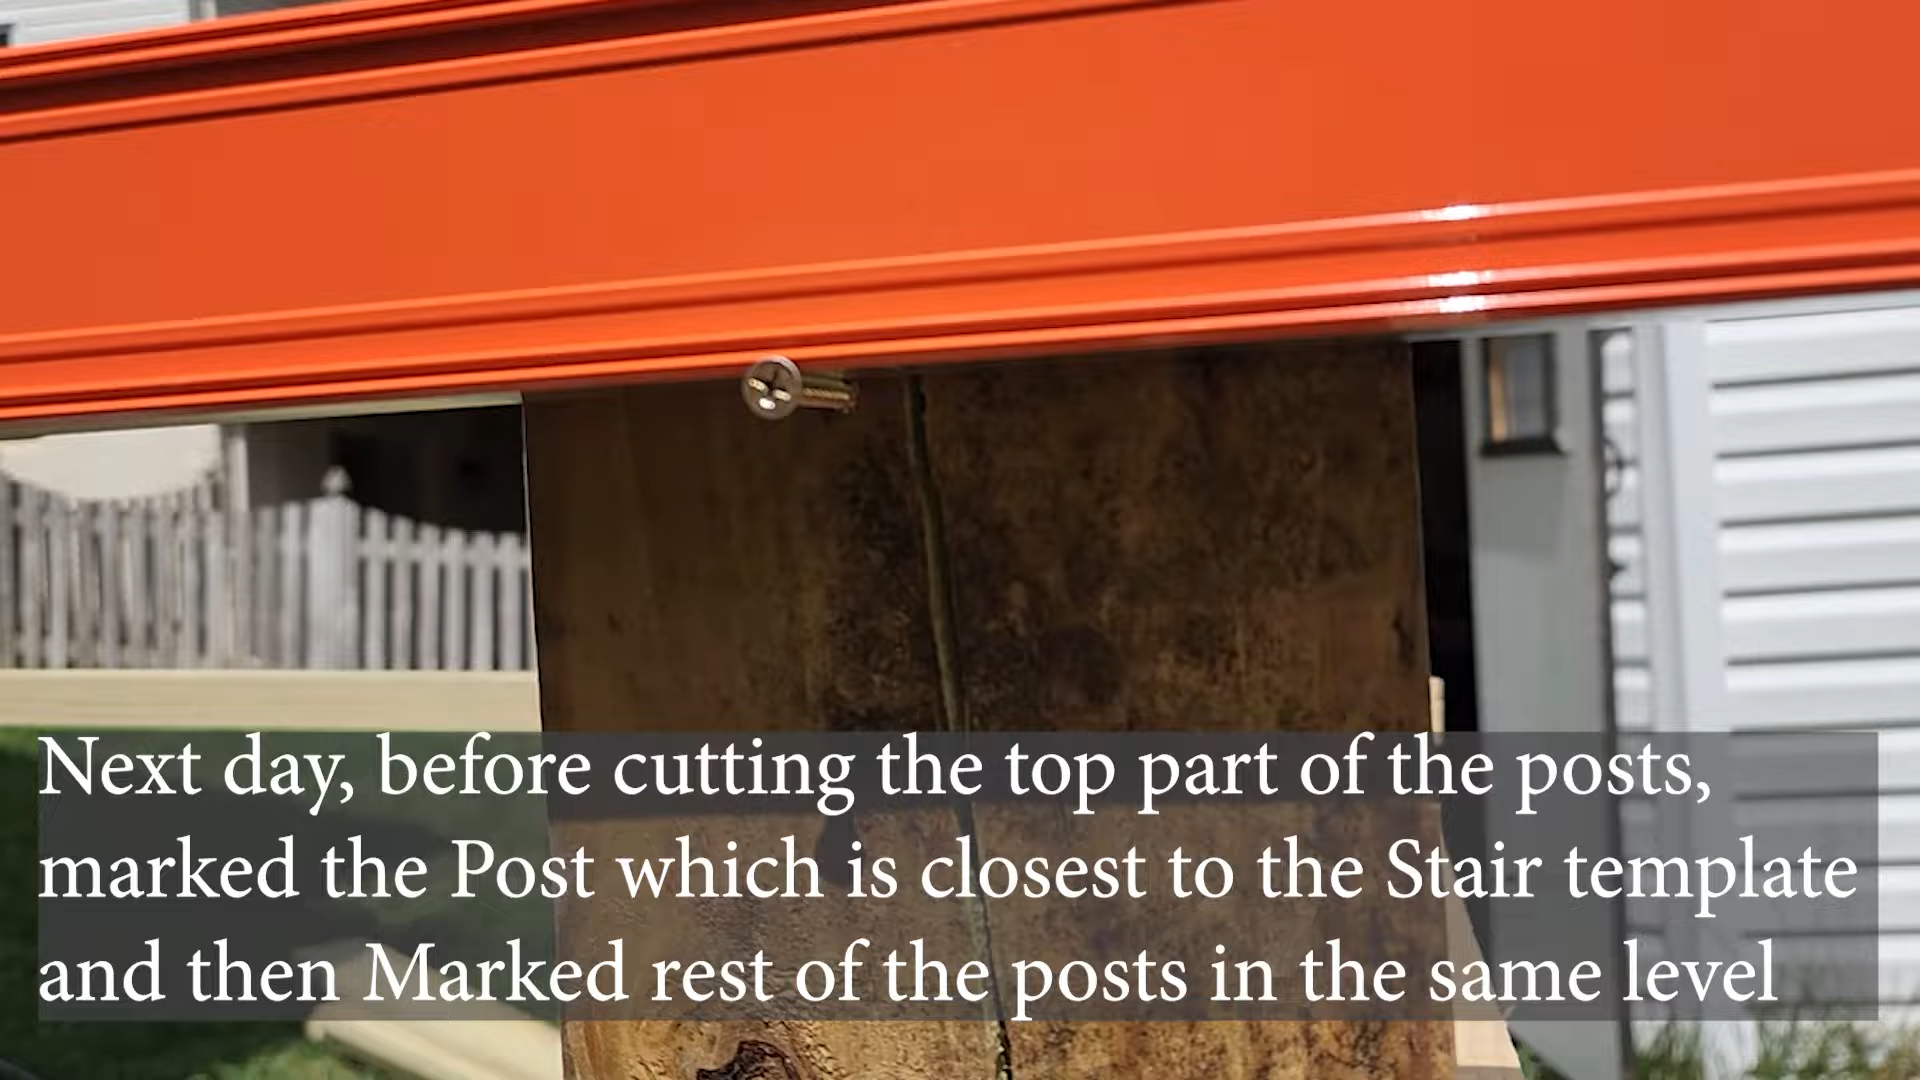 Next day, before cutting the top part of the posts,
marked the Post which is closest to the Stair template
and then Marked rest of the posts in the same level